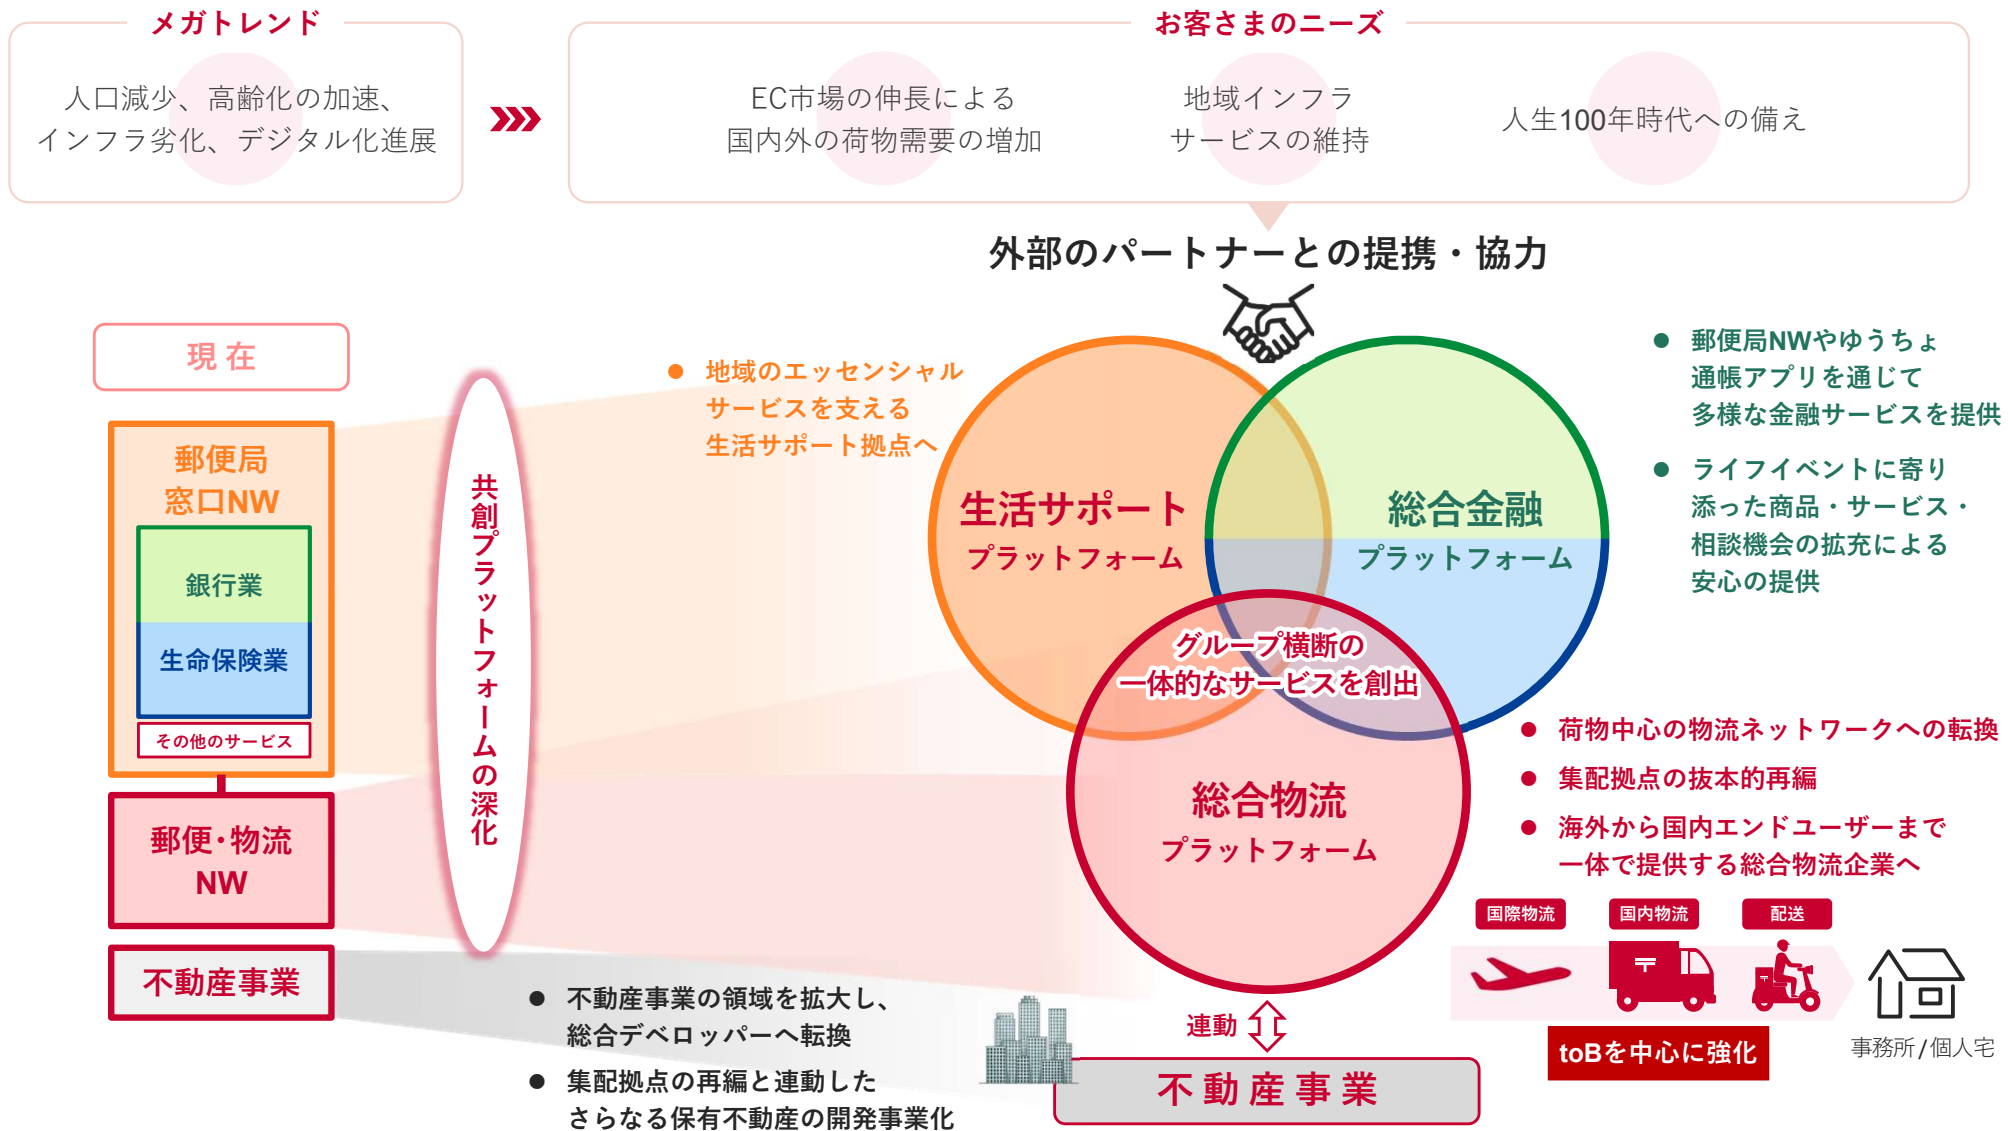 メガトレンド
人口減少、高齢化の加速、
インフラ劣化、デジタル化進展
お客さまのニーズ
EC市場の伸長による
国内外の荷物需要の増加
地域インフラ
サービスの維持
人生100年時代への備え
外部のパートナーとの提携・協力
現在
郵便局
窓口NW
銀行業
生命保険業
その他のサービス
郵便・物流
NW
不動産事業
共創プラットフォームの深化
● 地域のエッセンシャル
サービスを支える
生活サポート拠点へ
生活サポート
プラットフォーム
総合金融
プラットフォーム
グループ横断の
一体的なサービスを創出
総合物流
プラットフォーム
● 郵便局NWやゆうちょ
通帳アプリを通じて
多様な金融サービスを提供
● ライフイベントに寄り
添った商品・サービス・
相談機会の拡充による
安心の提供
● 荷物中心の物流ネットワークへの転換
● 集配拠点の抜本的再編
● 海外から国内エンドユーザーまで
一体で提供する総合物流企業へ
国際物流
国内物流
配送
〒
〒
toBを中心に強化
事務所/個人宅
● 不動産事業の領域を拡大し、
総合デベロッパーへ転換
● 集配拠点の再編と連動した
さらなる保有不動産の開発事業化
連動
不動産事業